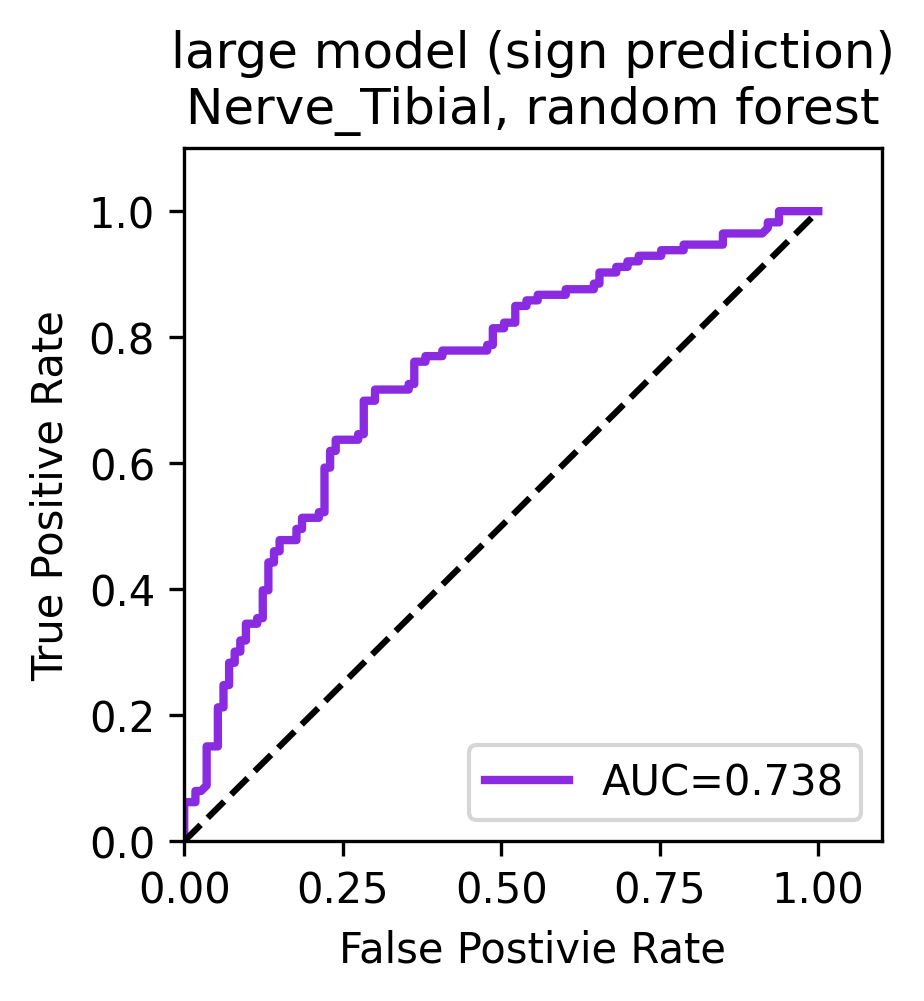 large model (sign prediction)
Nerve_Tibial, random forest
1.0
0.8
0.6
0.4
0.2
0.0
True Positive Rate
AUC=0.738
0.00 0.25 0.50 0.75 1.00
False Postivie Rate